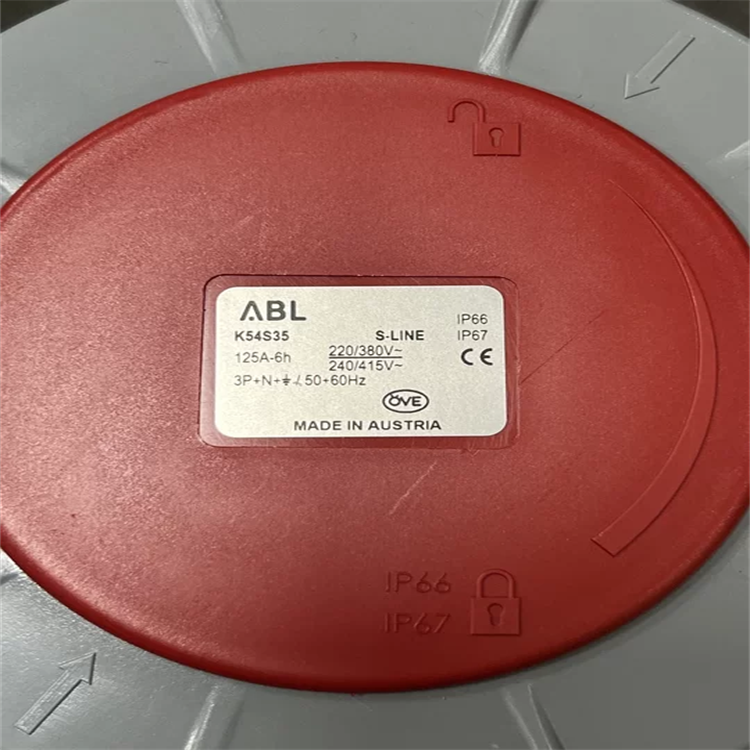 ABL
K54S35 S-LINE IP66
IP67
125A-6h 220/380V~
240/415V~
CE
3P+N+⏚ ⁒ 50+60Hz
ÖVE
MADE IN AUSTRIA
IP66
IP67